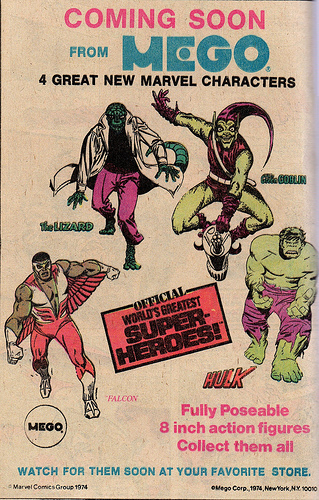 COMING SOON
FROM MEGO®
4 GREAT NEW MARVEL CHARACTERS
The GOBLIN
The LIZARD
OFFICIAL
WORLD'S GREATEST
SUPER-
HEROES!
HULK
FALCON
Fully Poseable
8 inch action figures
Collect them all
MEGO
WATCH FOR THEM SOON AT YOUR FAVORITE STORE.
©Marvel Comics Group 1974
©Mego Corp., 1974, New York, N.Y. 10010